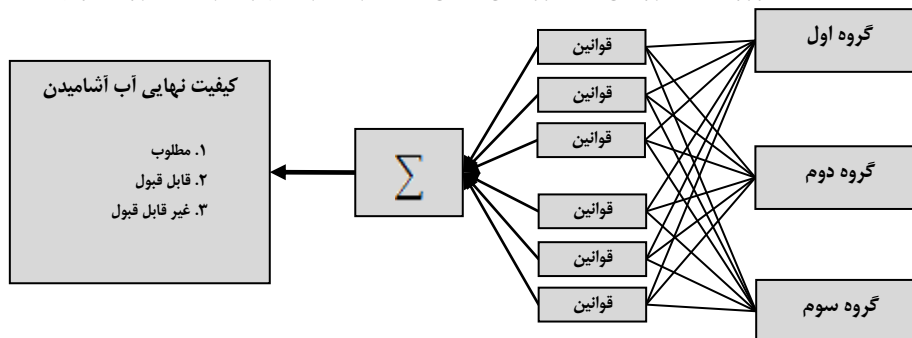 گروه اول
گروه دوم
گروه سوم
قوانین
قوانین
قوانین
قوانین
قوانین
قوانین
∑
کیفیت نهایی آب آشامیدن
۱. مطلوب
۲. قابل قبول
۳. غیر قابل قبول